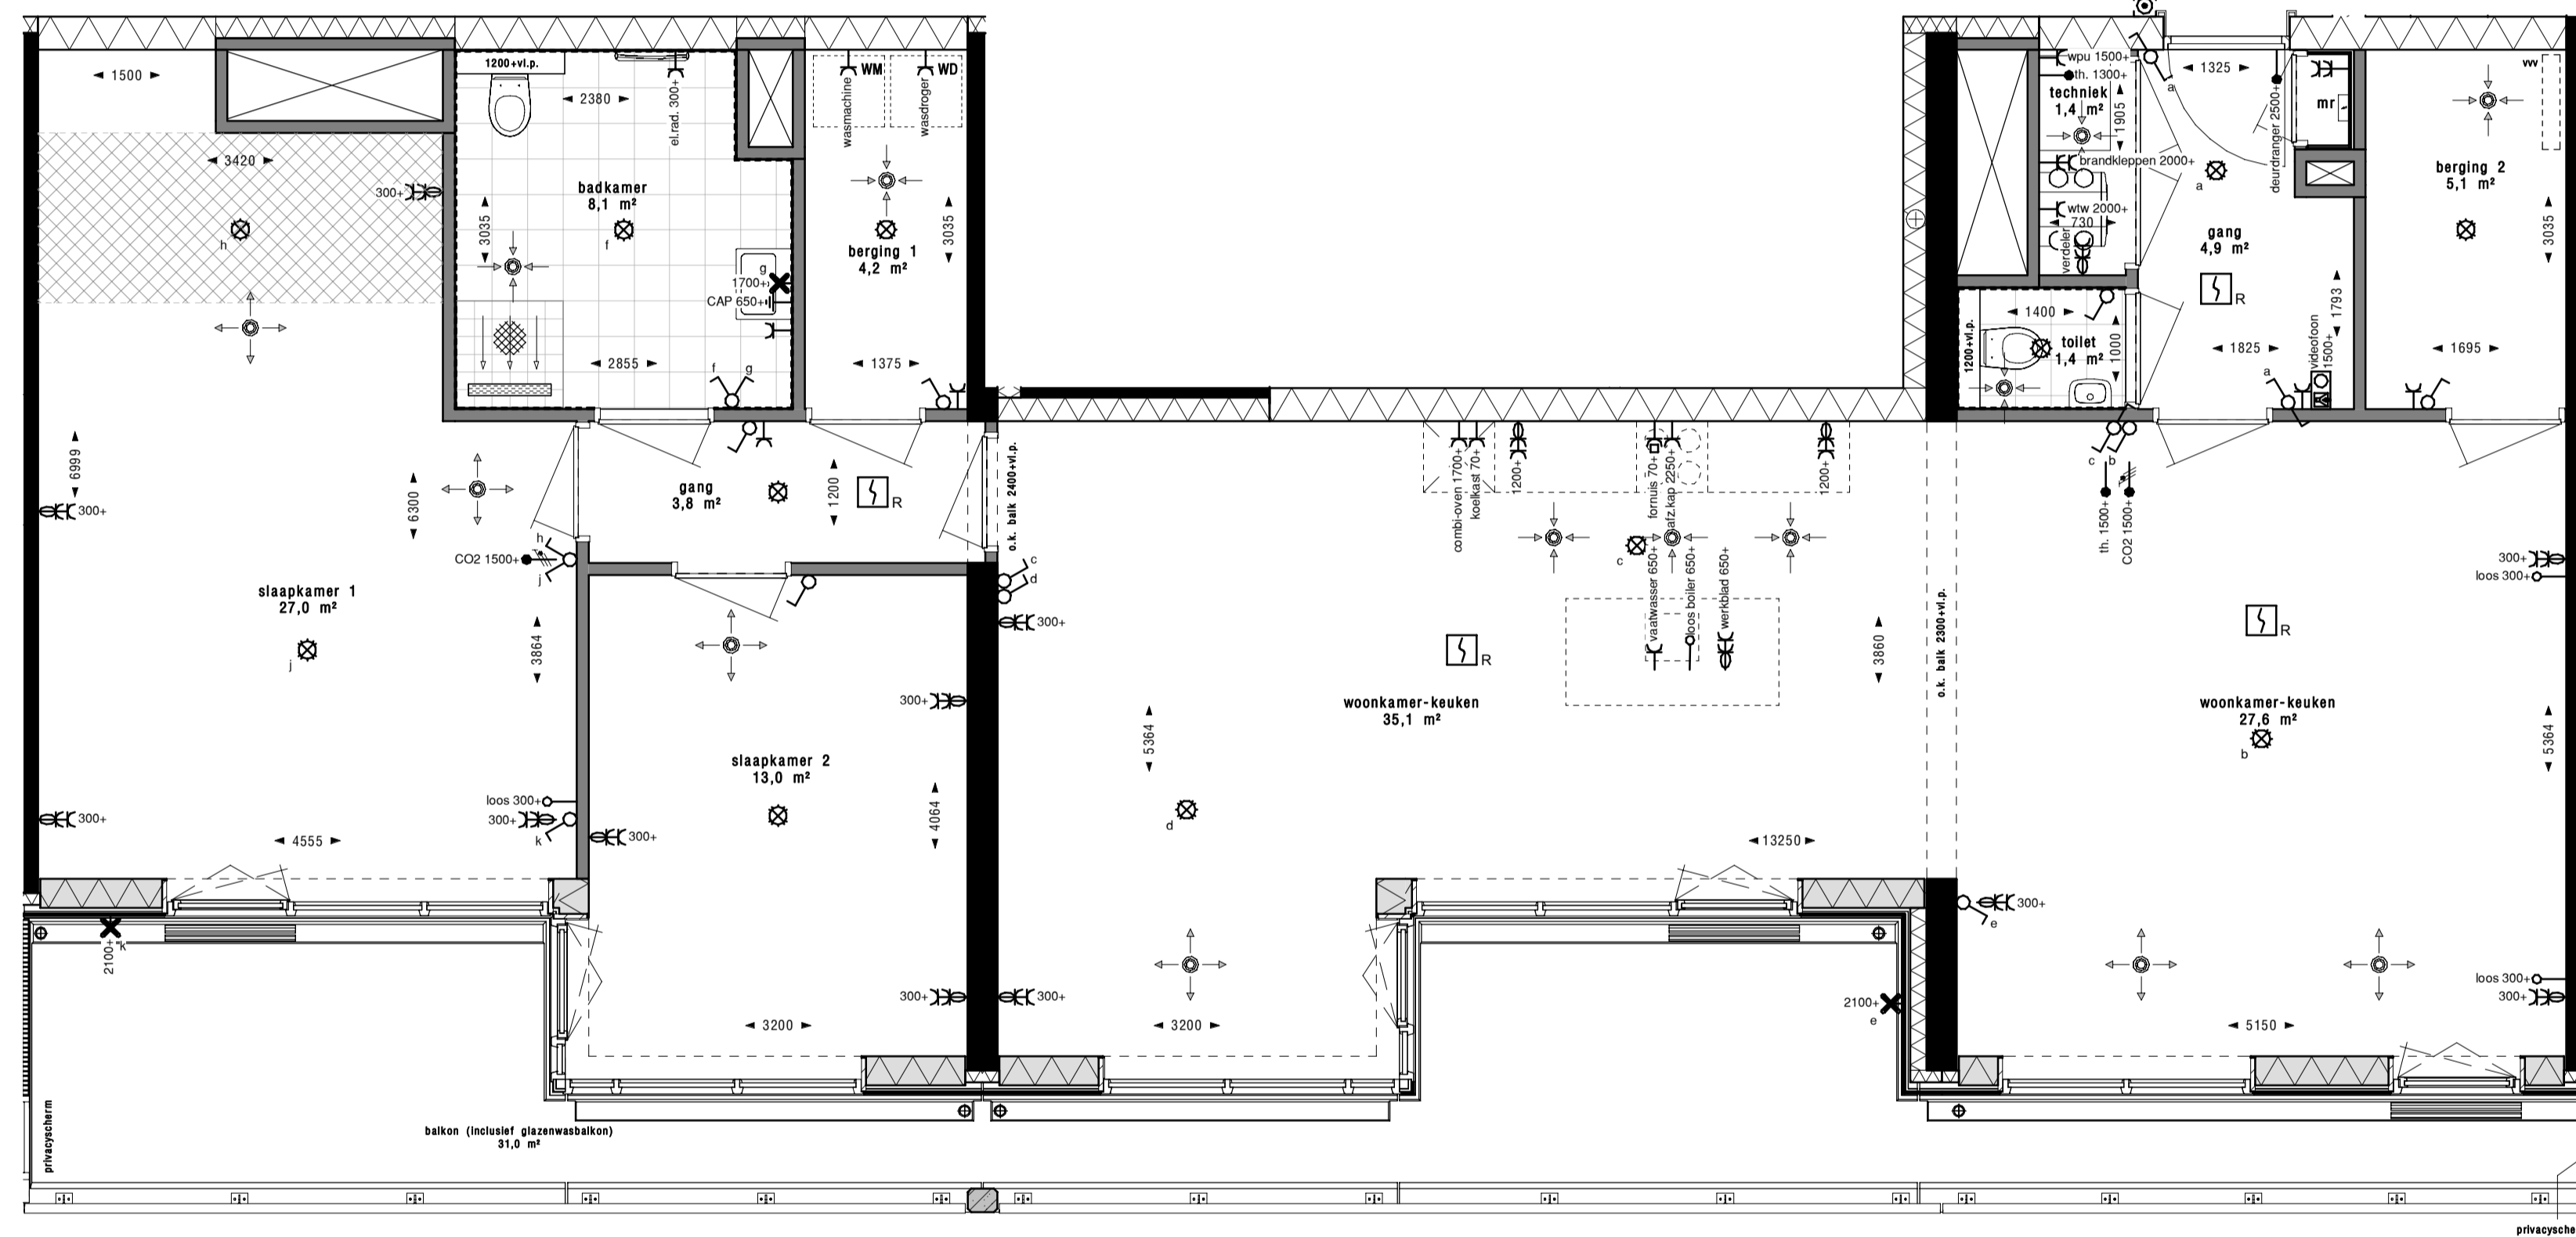 1500
3420
h
300+
6999
300+
6300
CO2 1500+
h
j
slaapkamer 1
27,0 m²
j
3864
loos 300+
300+
k
300+
4555
1200+vl.p.
2380
el.rad. 300+
badkamer
8,1 m²
f
3035
g
1700+
CAP 650+
2855
f
g
wasmachine
WM
wasdroger
WD
berging 1
4,2 m²
3035
1375
gang
3,8 m²
1200
R
o.k. balk 2400+vl.p.
c
d
300+
slaapkamer 2
13,0 m²
300+
300+
4064
300+
3200
300+
combi-oven 1700+
koelkast 70+
1200+
fornuis 70+
afz.kap 2250+
1200+
c
vaatwasser 650+
loos boiler 650+
werkblad 650+
R
woonkamer-keuken
35,1 m²
3860
5364
d
13250
3200
o.k. balk 2300+vl.p.
2100+
e
wpu 1500+
th. 1300+
techniek
1,4 m²
1905
brandkleppen 2000+
wtw 2000+
730
verdeler
a
1325
deurdranger 2500+
mr
a
gang
4,9 m²
R
1793
1825
videofoon
1500+
a
M
1200+vl.p.
1400
toilet
1,4 m²
1000
vvv
berging 2
5,1 m²
3035
1695
c
b
th. 1500+
CO2 1500+
300+
loos 300+
R
woonkamer-keuken
27,6 m²
b
5364
300+
e
loos 300+
300+
5150
2100+
k
privacyscherm
balkon (inclusief glazenwasbalkon)
31,0 m²
privacysche